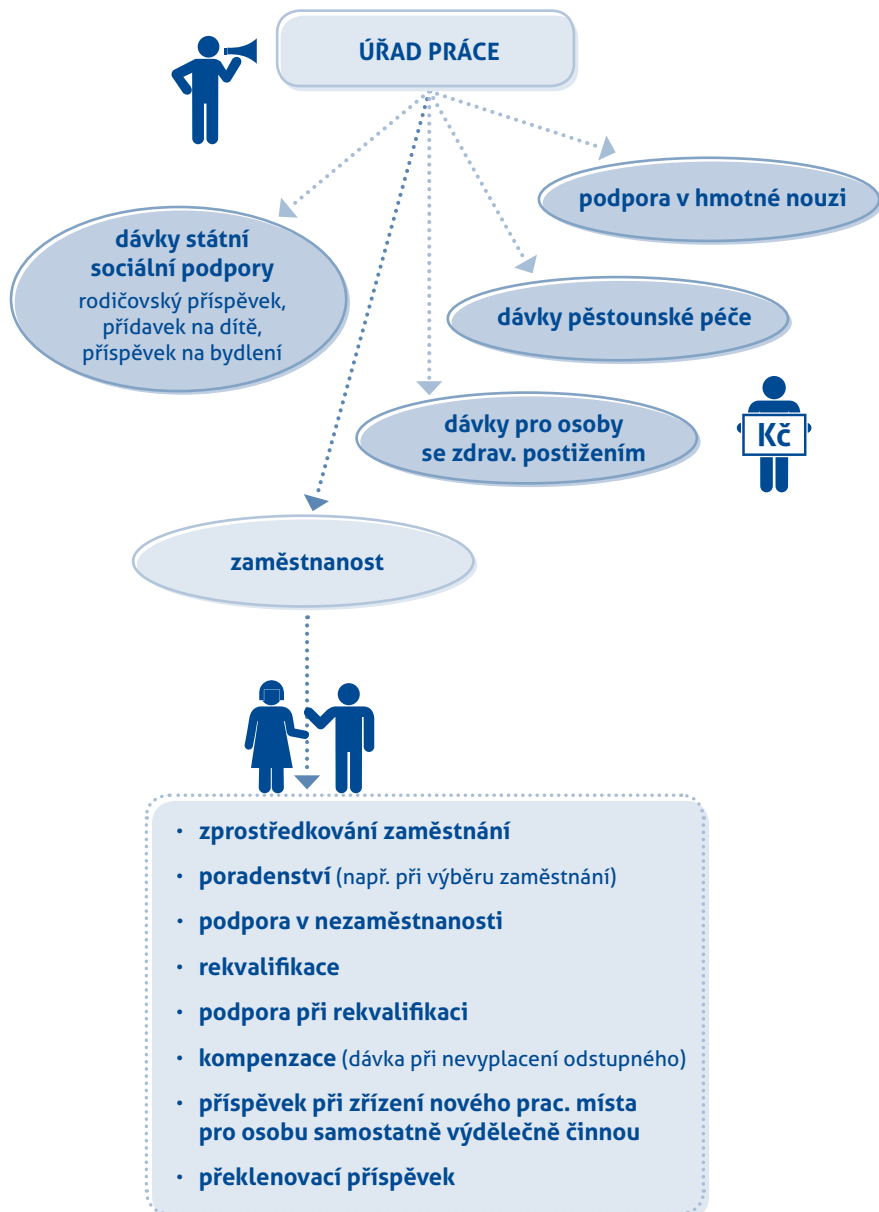 ÚŘAD PRÁCE
podpora v hmotné nouzi
dávky státní
sociální podpory
rodičovský příspěvek,
přídavek na dítě,
příspěvek na bydlení
dávky pěstounské péče
dávky pro osoby
se zdrav. postižením
Kč
zaměstnanost
· zprostředkování zaměstnání
· poradenství (např. při výběru zaměstnání)
· podpora v nezaměstnanosti
· rekvalifikace
· podpora při rekvalifikaci
· kompenzace (dávka při nevyplacení odstupného)
· příspěvek při zřízení nového prac. místa
pro osobu samostatně výdělečně činnou
· překlenovací příspěvek